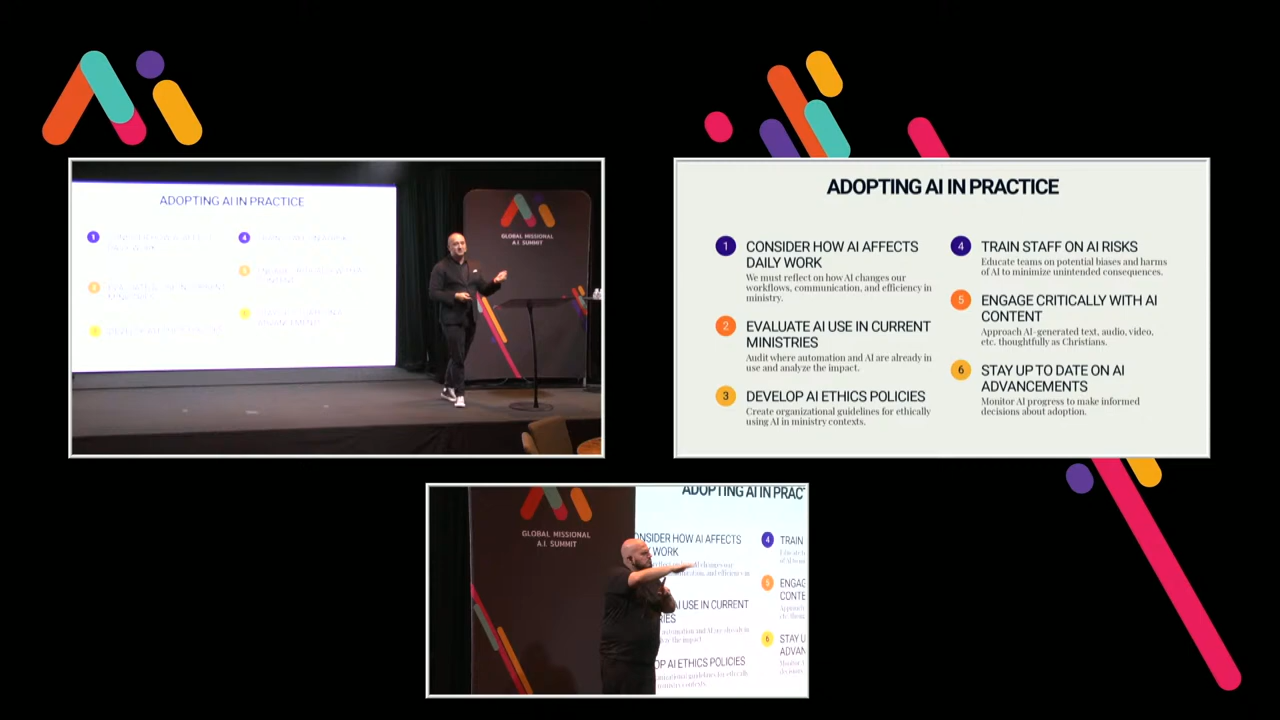 ADOPTING AI IN PRACTICE
1
4
GLOBAL MISSIONAL
A.I. SUMMIT
ADOPTING AI IN PRACTICE
1 CONSIDER HOW AI AFFECTS
DAILY WORK
We must reflect on how AI changes our
workflows, communication, and efficiency in
ministry.
2 EVALUATE AI USE IN CURRENT
MINISTRIES
Audit where automation and AI are already in
use and analyze the impact.
3 DEVELOP AI ETHICS POLICIES
Create organizational guidelines for ethically
using AI in ministry contexts.
4 TRAIN STAFF ON AI RISKS
Educate teams on potential biases and harms
of AI to minimize unintended consequences.
5 ENGAGE CRITICALLY WITH AI
CONTENT
Approach AI-generated text, audio, video,
etc. thoughtfully as Christians.
6 STAY UP TO DATE ON AI
ADVANCEMENTS
Monitor AI progress to make informed
decisions about adoption.
GLOBAL MISSIONAL
A.I. SUMMIT
ADOPTING AI IN PRAC
ONSIDER HOW AI AFFECTS
WORK
AI USE IN CURRENT
RIES
OP AI ETHICS POLICIES
4 TRAIN
5 ENGAG
CONTE
6 STAY U
ADVAN